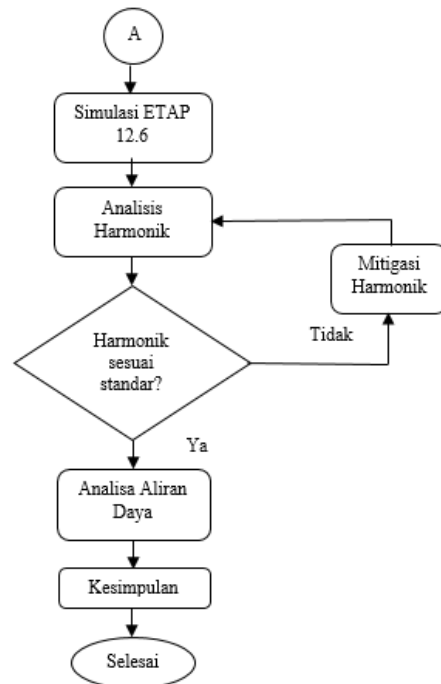 A
Simulasi ETAP
12.6
Analisis
Harmonik
Mitigasi
Harmonik
Harmonik
sesuai
standar?
Tidak
Ya
Analisa Aliran
Daya
Kesimpulan
Selesai